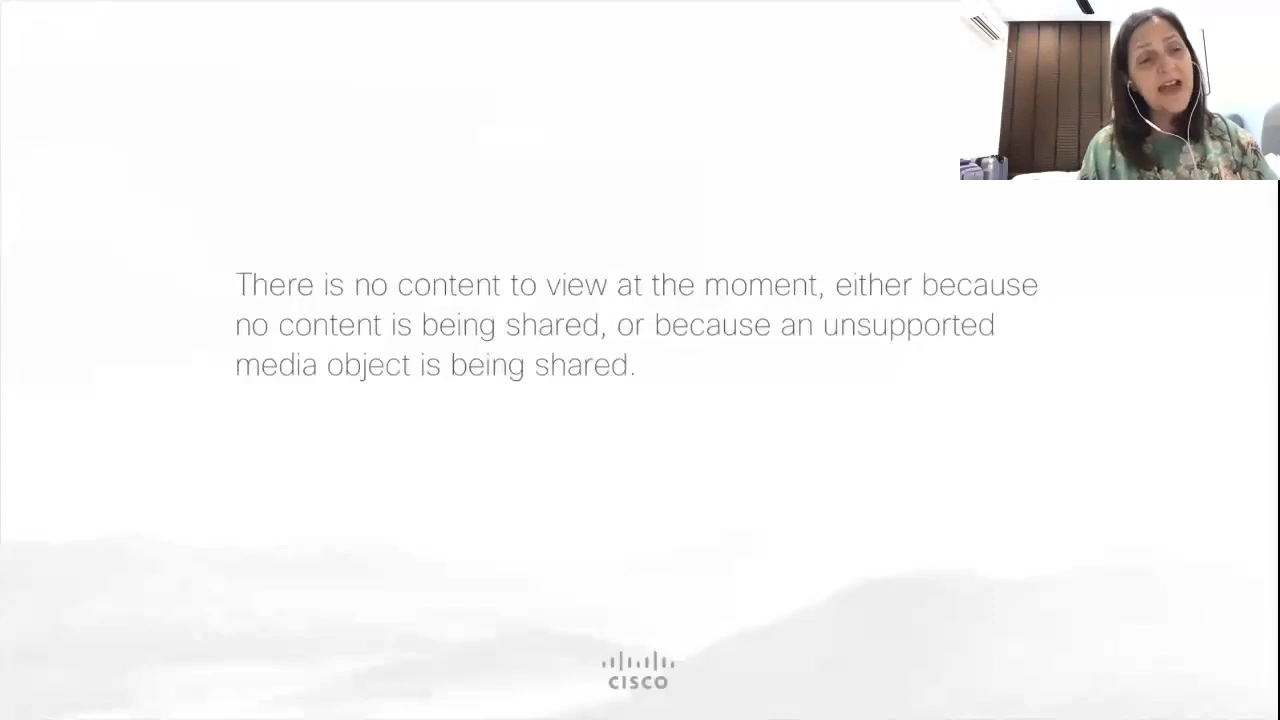 There is no content to view at the moment, either because
no content is being shared, or because an unsupported
media object is being shared.
CISCO